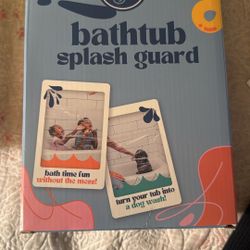 bathtub
splash guard
bath time fun
without the mess!
turn your tub into
a dog wash!